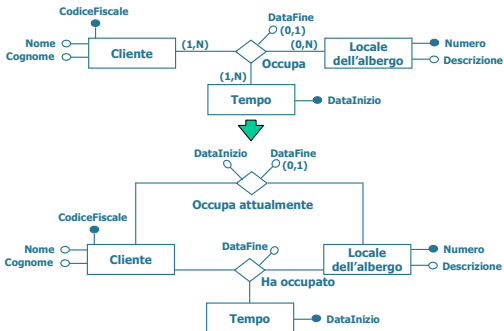 CodiceFiscale
DataFine
(0,1)
Nome
Cognome
Cliente
(1,N)
(0,N)
Occupa
Locale
dell'albergo
Numero
Descrizione
(1,N)
Tempo
DataInizio
DataInizio
DataFine
(0,1)
Occupa attualmente
CodiceFiscale
Nome
Cognome
Cliente
DataFine
Ha occupato
Locale
dell'albergo
Numero
Descrizione
Tempo
DataInizio